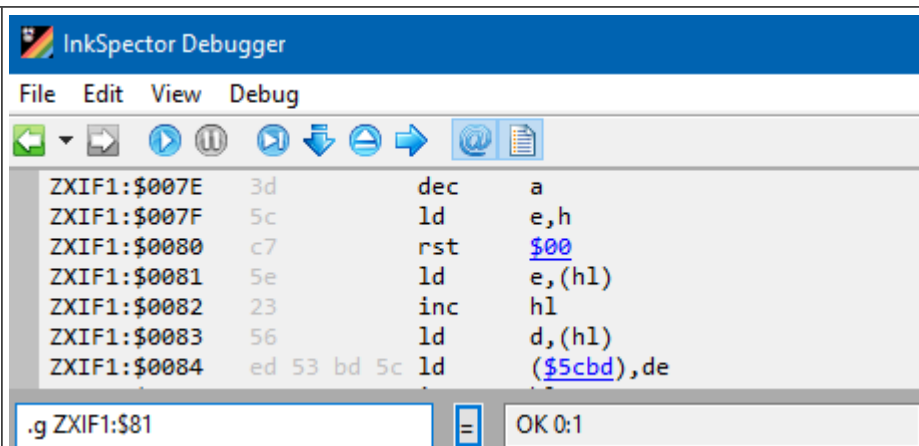 InkSpector Debugger
File Edit View Debug
ZXIF1:$007E 3d dec a
ZXIF1:$007F 5c ld e,h
ZXIF1:$0080 c7 rst $00
ZXIF1:$0081 5e ld e,(hl)
ZXIF1:$0082 23 inc hl
ZXIF1:$0083 56 ld d,(hl)
ZXIF1:$0084 ed 53 bd 5c ld ($5cbd),de
.g ZXIF1:$81 = OK 0:1